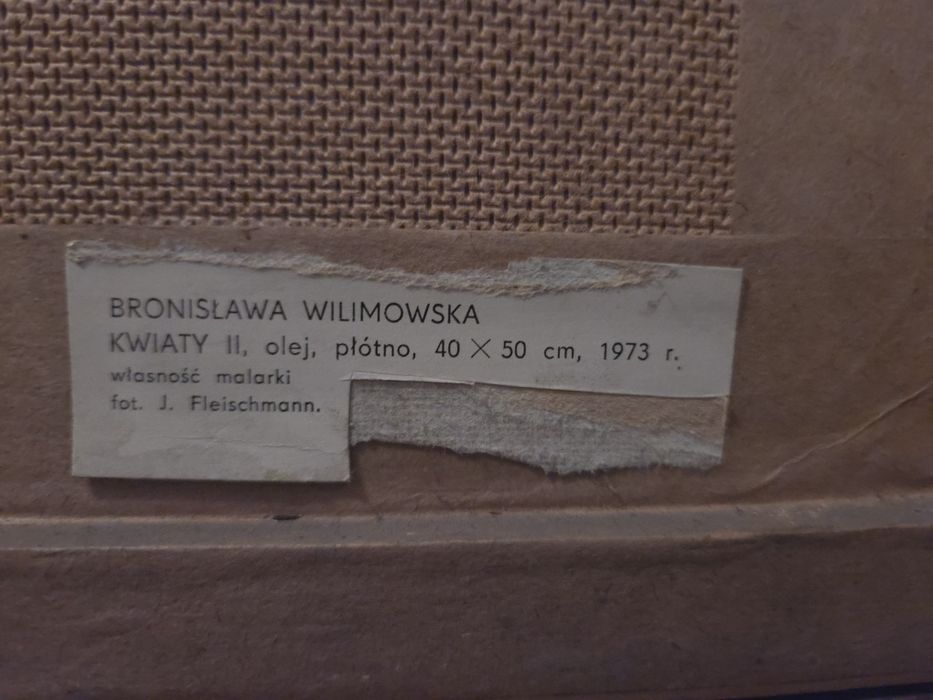 BRONISŁAWA WILIMOWSKA
KWIATY II, olej, płótno, 40 × 50 cm, 1973 r.
własność malarki
fot. J. Fleischmann.